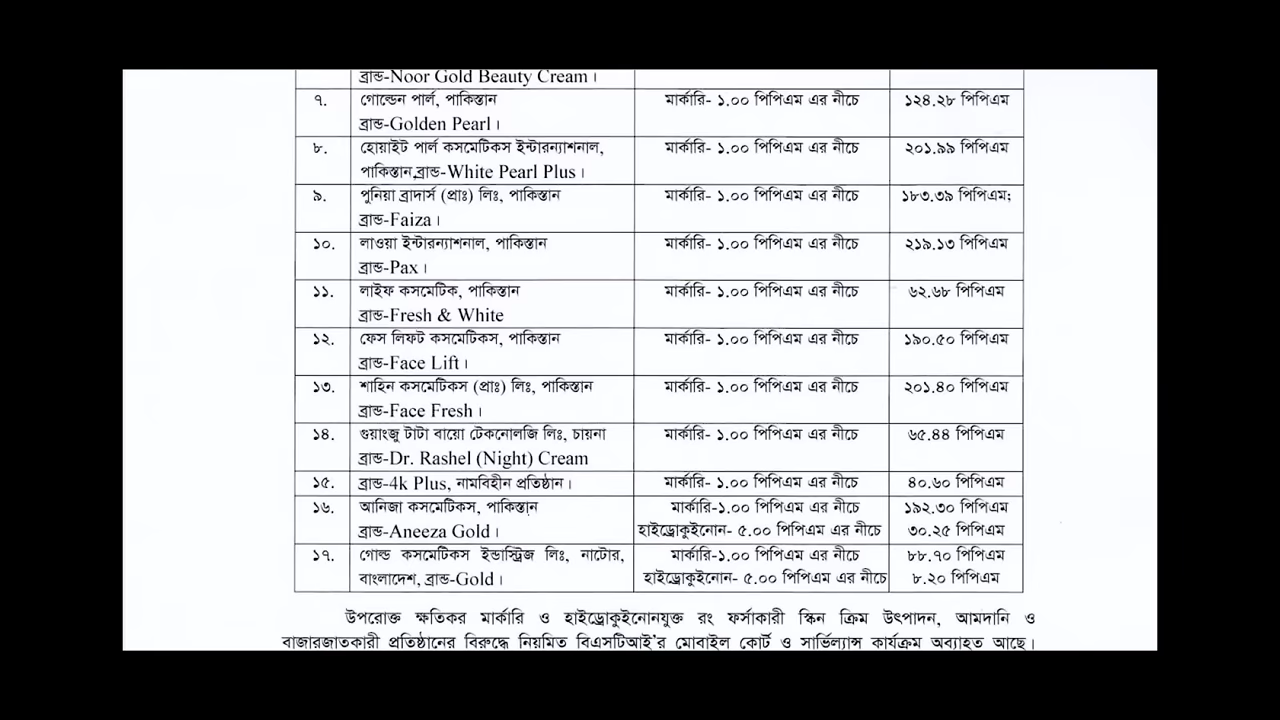 ব্রান্ড-Noor Gold Beauty Cream।
৭. গোল্ডেন পার্ল, পাকিস্তান মার্কারি- ১.০০ পিপিএম এর নীচে ১২৪.২৮ পিপিএম
ব্রান্ড-Golden Pearl।
৮. হোয়াইট পার্ল কসমেটিকস ইন্টারন্যাশনাল, মার্কারি- ১.০০ পিপিএম এর নীচে ২০১.৯৯ পিপিএম
পাকিস্তান,ব্রান্ড-White Pearl Plus।
৯. পুনিয়া ব্রাদার্স (প্রাঃ) লিঃ, পাকিস্তান মার্কারি- ১.০০ পিপিএম এর নীচে ১৮৩.৩৯ পিপিএম;
ব্রান্ড-Faiza।
১০. লাওয়া ইন্টারন্যাশনাল, পাকিস্তান মার্কারি- ১.০০ পিপিএম এর নীচে ২১৯.১৩ পিপিএম
ব্রান্ড-Pax।
১১. লাইফ কসমেটিক, পাকিস্তান মার্কারি- ১.০০ পিপিএম এর নীচে ৬২.৬৮ পিপিএম
ব্রান্ড-Fresh & White
১২. ফেস লিফট কসমেটিকস, পাকিস্তান মার্কারি- ১.০০ পিপিএম এর নীচে ১৯০.৫০ পিপিএম
ব্রান্ড-Face Lift।
১৩. শাহিন কসমেটিকস (প্রাঃ) লিঃ, পাকিস্তান মার্কারি- ১.০০ পিপিএম এর নীচে ২০১.৪০ পিপিএম
ব্রান্ড-Face Fresh।
১৪. গুয়াংজু টাটা বায়ো টেকনোলজি লিঃ, চায়না মার্কারি- ১.০০ পিপিএম এর নীচে ৬৫.৪৪ পিপিএম
ব্রান্ড-Dr. Rashel (Night) Cream
১৫. ব্রান্ড-4k Plus, নামবিহীন প্রতিষ্ঠান। মার্কারি- ১.০০ পিপিএম এর নীচে ৪০.৬০ পিপিএম
১৬. আনিজা কসমেটিকস, পাকিস্তান মার্কারি-১.০০ পিপিএম এর নীচে ১৯২.৩০ পিপিএম
ব্রান্ড-Aneeza Gold। হাইড্রোকুইনোন- ৫.০০ পিপিএম এর নীচে ৩০.২৫ পিপিএম
১৭. গোল্ড কসমেটিকস ইন্ডাস্ট্রিজ লিঃ, নাটোর, মার্কারি-১.০০ পিপিএম এর নীচে ৮৮.৭০ পিপিএম
বাংলাদেশ, ব্রান্ড-Gold। হাইড্রোকুইনোন- ৫.০০ পিপিএম এর নীচে ৮.২০ পিপিএম
উপরোক্ত ক্ষতিকর মার্কারি ও হাইড্রোকুইনোনযুক্ত রং ফর্সাকারী স্কিন ক্রিম উৎপাদন, আমদানি ও
বাজারজাতকারী প্রতিষ্ঠানের বিরুদ্ধে নিয়মিত বিএসটিআই'র মোবাইল কোর্ট ও সার্ভিল্যান্স কার্যক্রম অব্যাহত আছে।